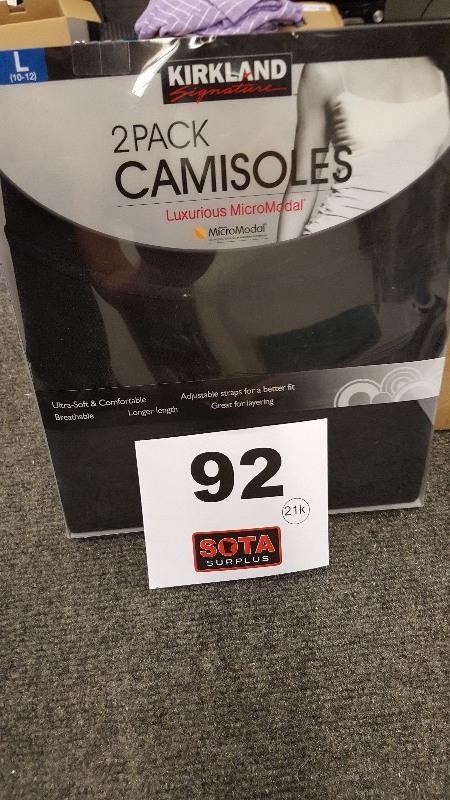 L
(10-12)
KIRKLAND
Signature
2PACK
CAMISOLES
Luxurious MicroModal
MicroModal
Ultra-Soft & Comfortable
Breathable
Longer length
Adjustable straps for a better fit
Great for layering
92
21k
SOTA
SURPLUS